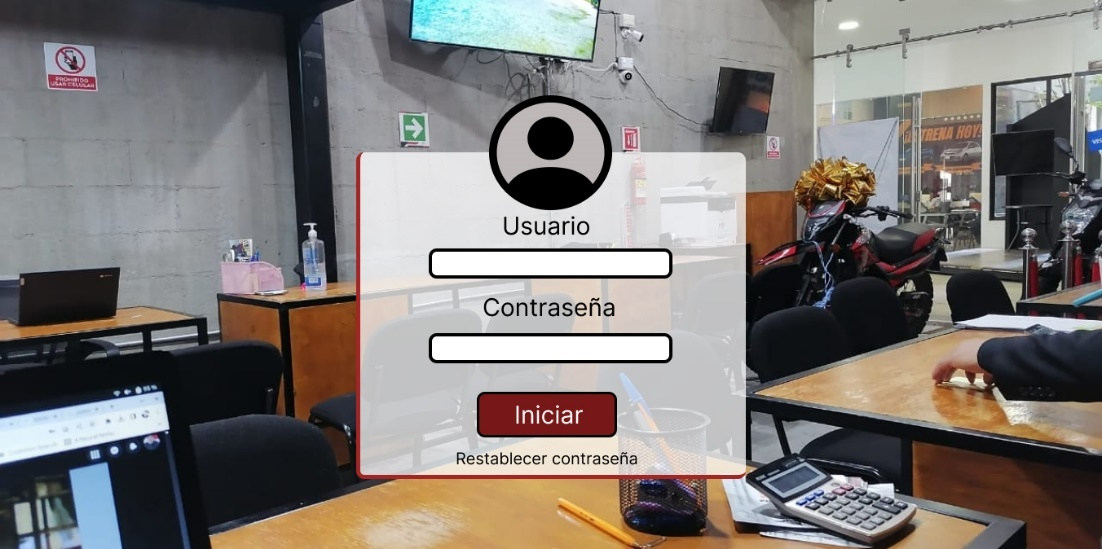 PROHIBIDO
USAR CELULAR
ESTRENA HOY!
Usuario
Contraseña
Iniciar
Restablecer contraseña